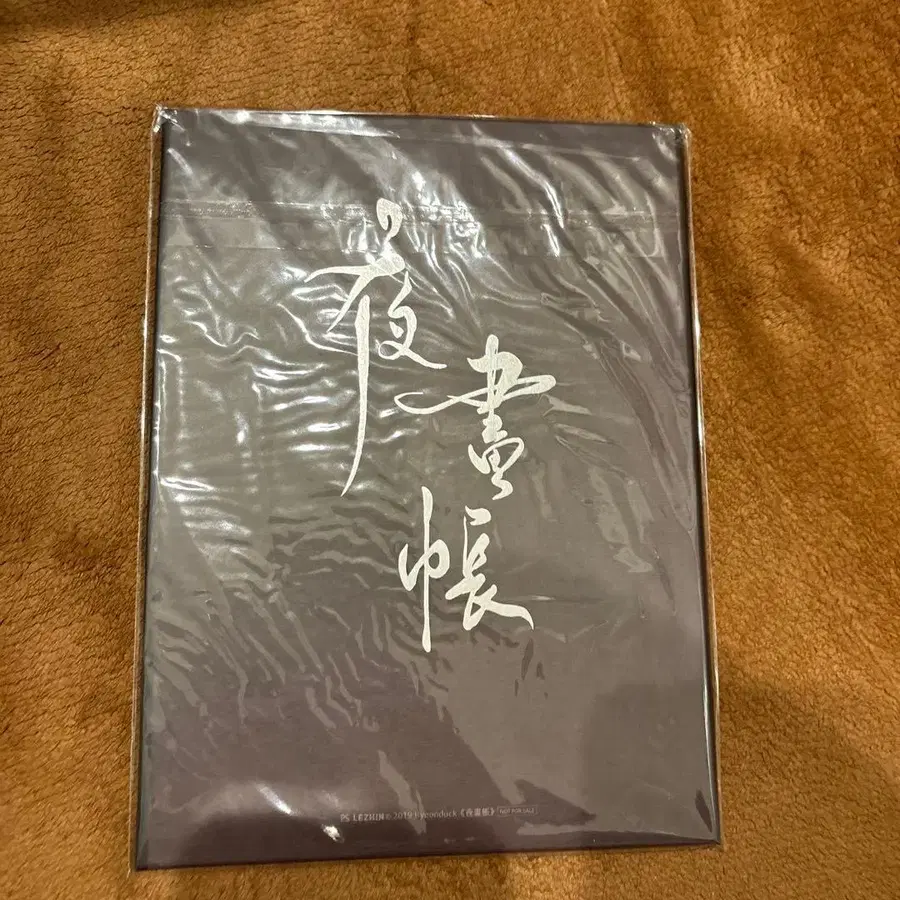 夜
畫
帳
PS LEZHIN © 2019 Byeonduck 《夜畫帳》 NOT FOR SALE